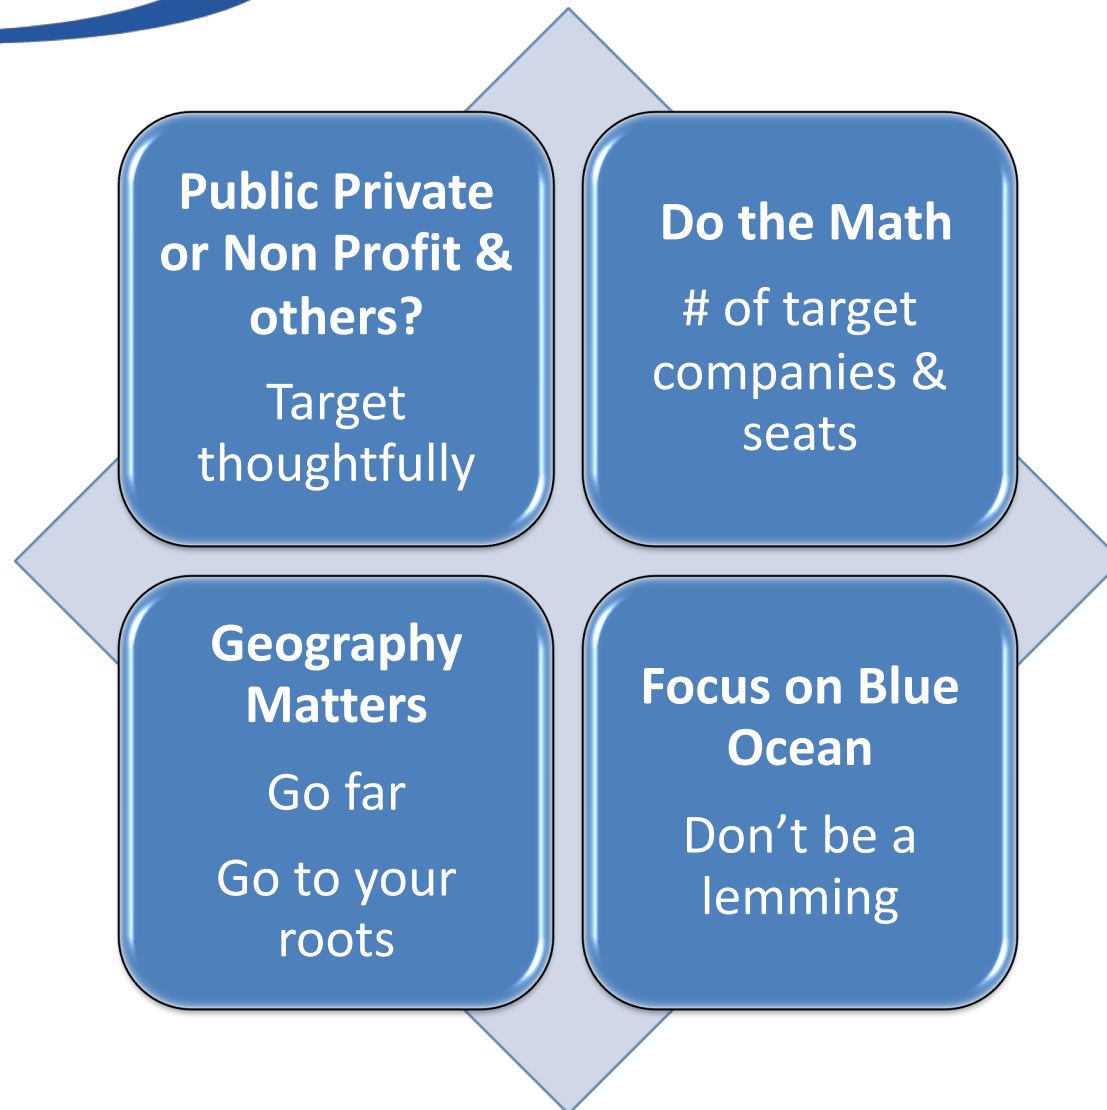 Public Private
or Non Profit &
others?
Target
thoughtfully
Do the Math
# of target
companies &
seats
Geography
Matters
Go far
Go to your
roots
Focus on Blue
Ocean
Don’t be a
lemming